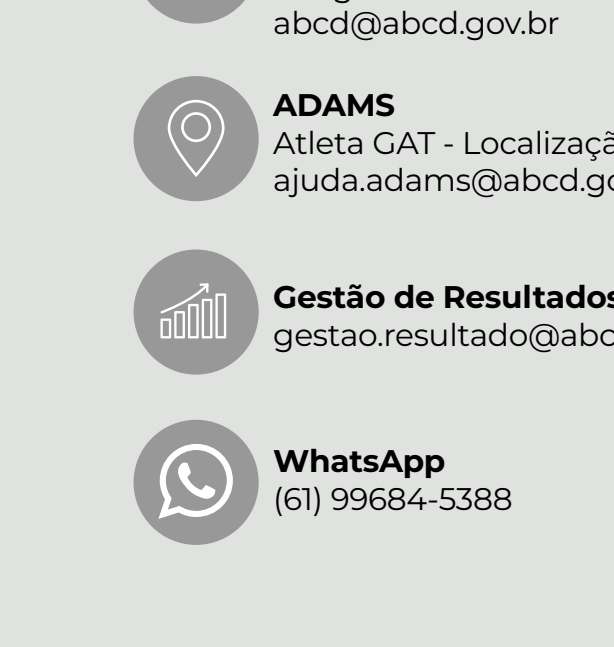 abcd@abcd.gov.br
ADAMS
Atleta GAT - Localizaçã
ajuda.adams@abcd.go
Gestão de Resultados
gestao.resultado@abc
WhatsApp
(61) 99684-5388